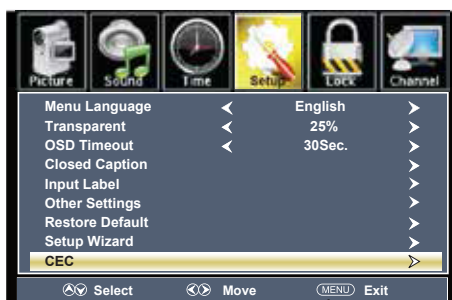 Picture Sound Time Setup Lock Channel
Menu Language English
Transparent 25%
OSD Timeout 30Sec.
Closed Caption
Input Label
Other Settings
Restore Default
Setup Wizard
CEC
Select Move MENU Exit